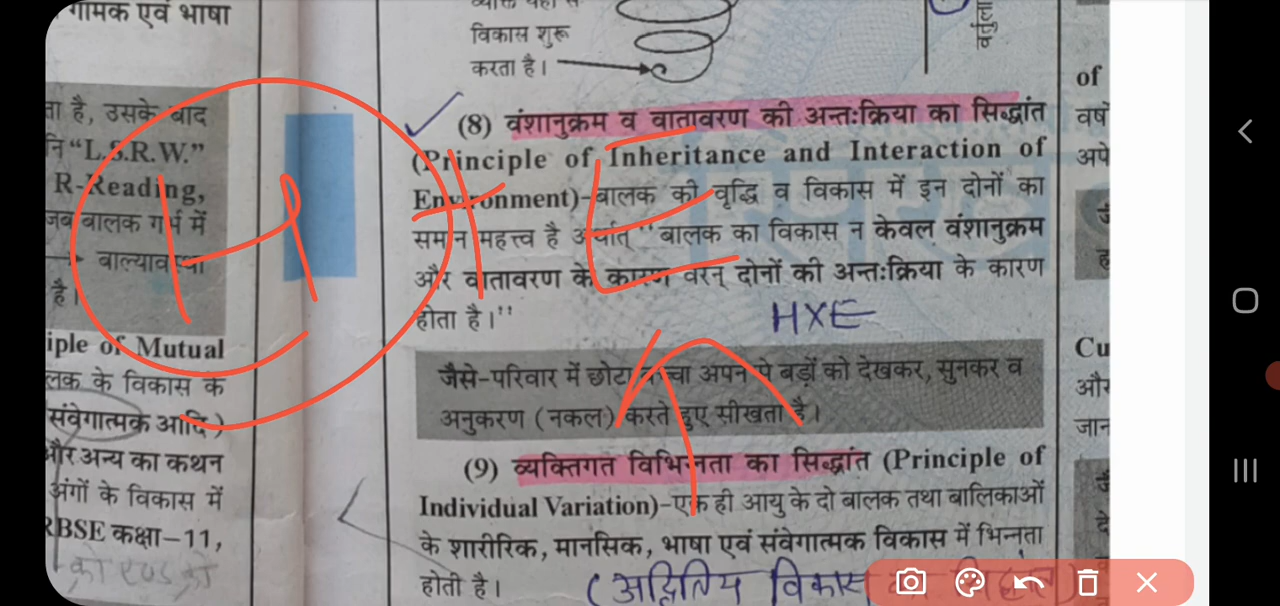 गामक एवं भाषा
ता है, उसके बाद
नि "L.S.R.W."
R-Reading,
जब बालक गर्भ में
→ बाल्यावस्था
है।
iple of Mutual
लक के विकास क
संवेगात्मक आदि)
और अन्य का कथन
अंगों के विकास में
RBSE कक्षा-11,
विकास शुरू
करता है।
(8) वंशानुक्रम व वातावरण की अन्त:क्रिया का सिद्धांत
(Principle of Inheritance and Interaction of
Environment)-बालक की वृद्धि व विकास में इन दोनों का
समान महत्त्व है अर्थात् "बालक का विकास न केवल वंशानुक्रम
और वातावरण के कारण वरन् दोनों की अन्त:क्रिया के कारण
होता है।"
HXE
जैसे-परिवार में छोटा बच्चा अपने से बड़ों को देखकर, सुनकर व
अनुकरण (नकल) करते हुए सीखता है।
(9) व्यक्तिगत विभिन्नता का सिद्धांत (Principle of
Individual Variation)-एक ही आयु के दो बालक तथा बालिकाओं
के शारीरिक, मानसिक, भाषा एवं संवेगात्मक विकास में भिन्नता
होती है।
(अद्वितिय विकास
H
+
E
of
वर्ष
अपे
Cu
और
जान